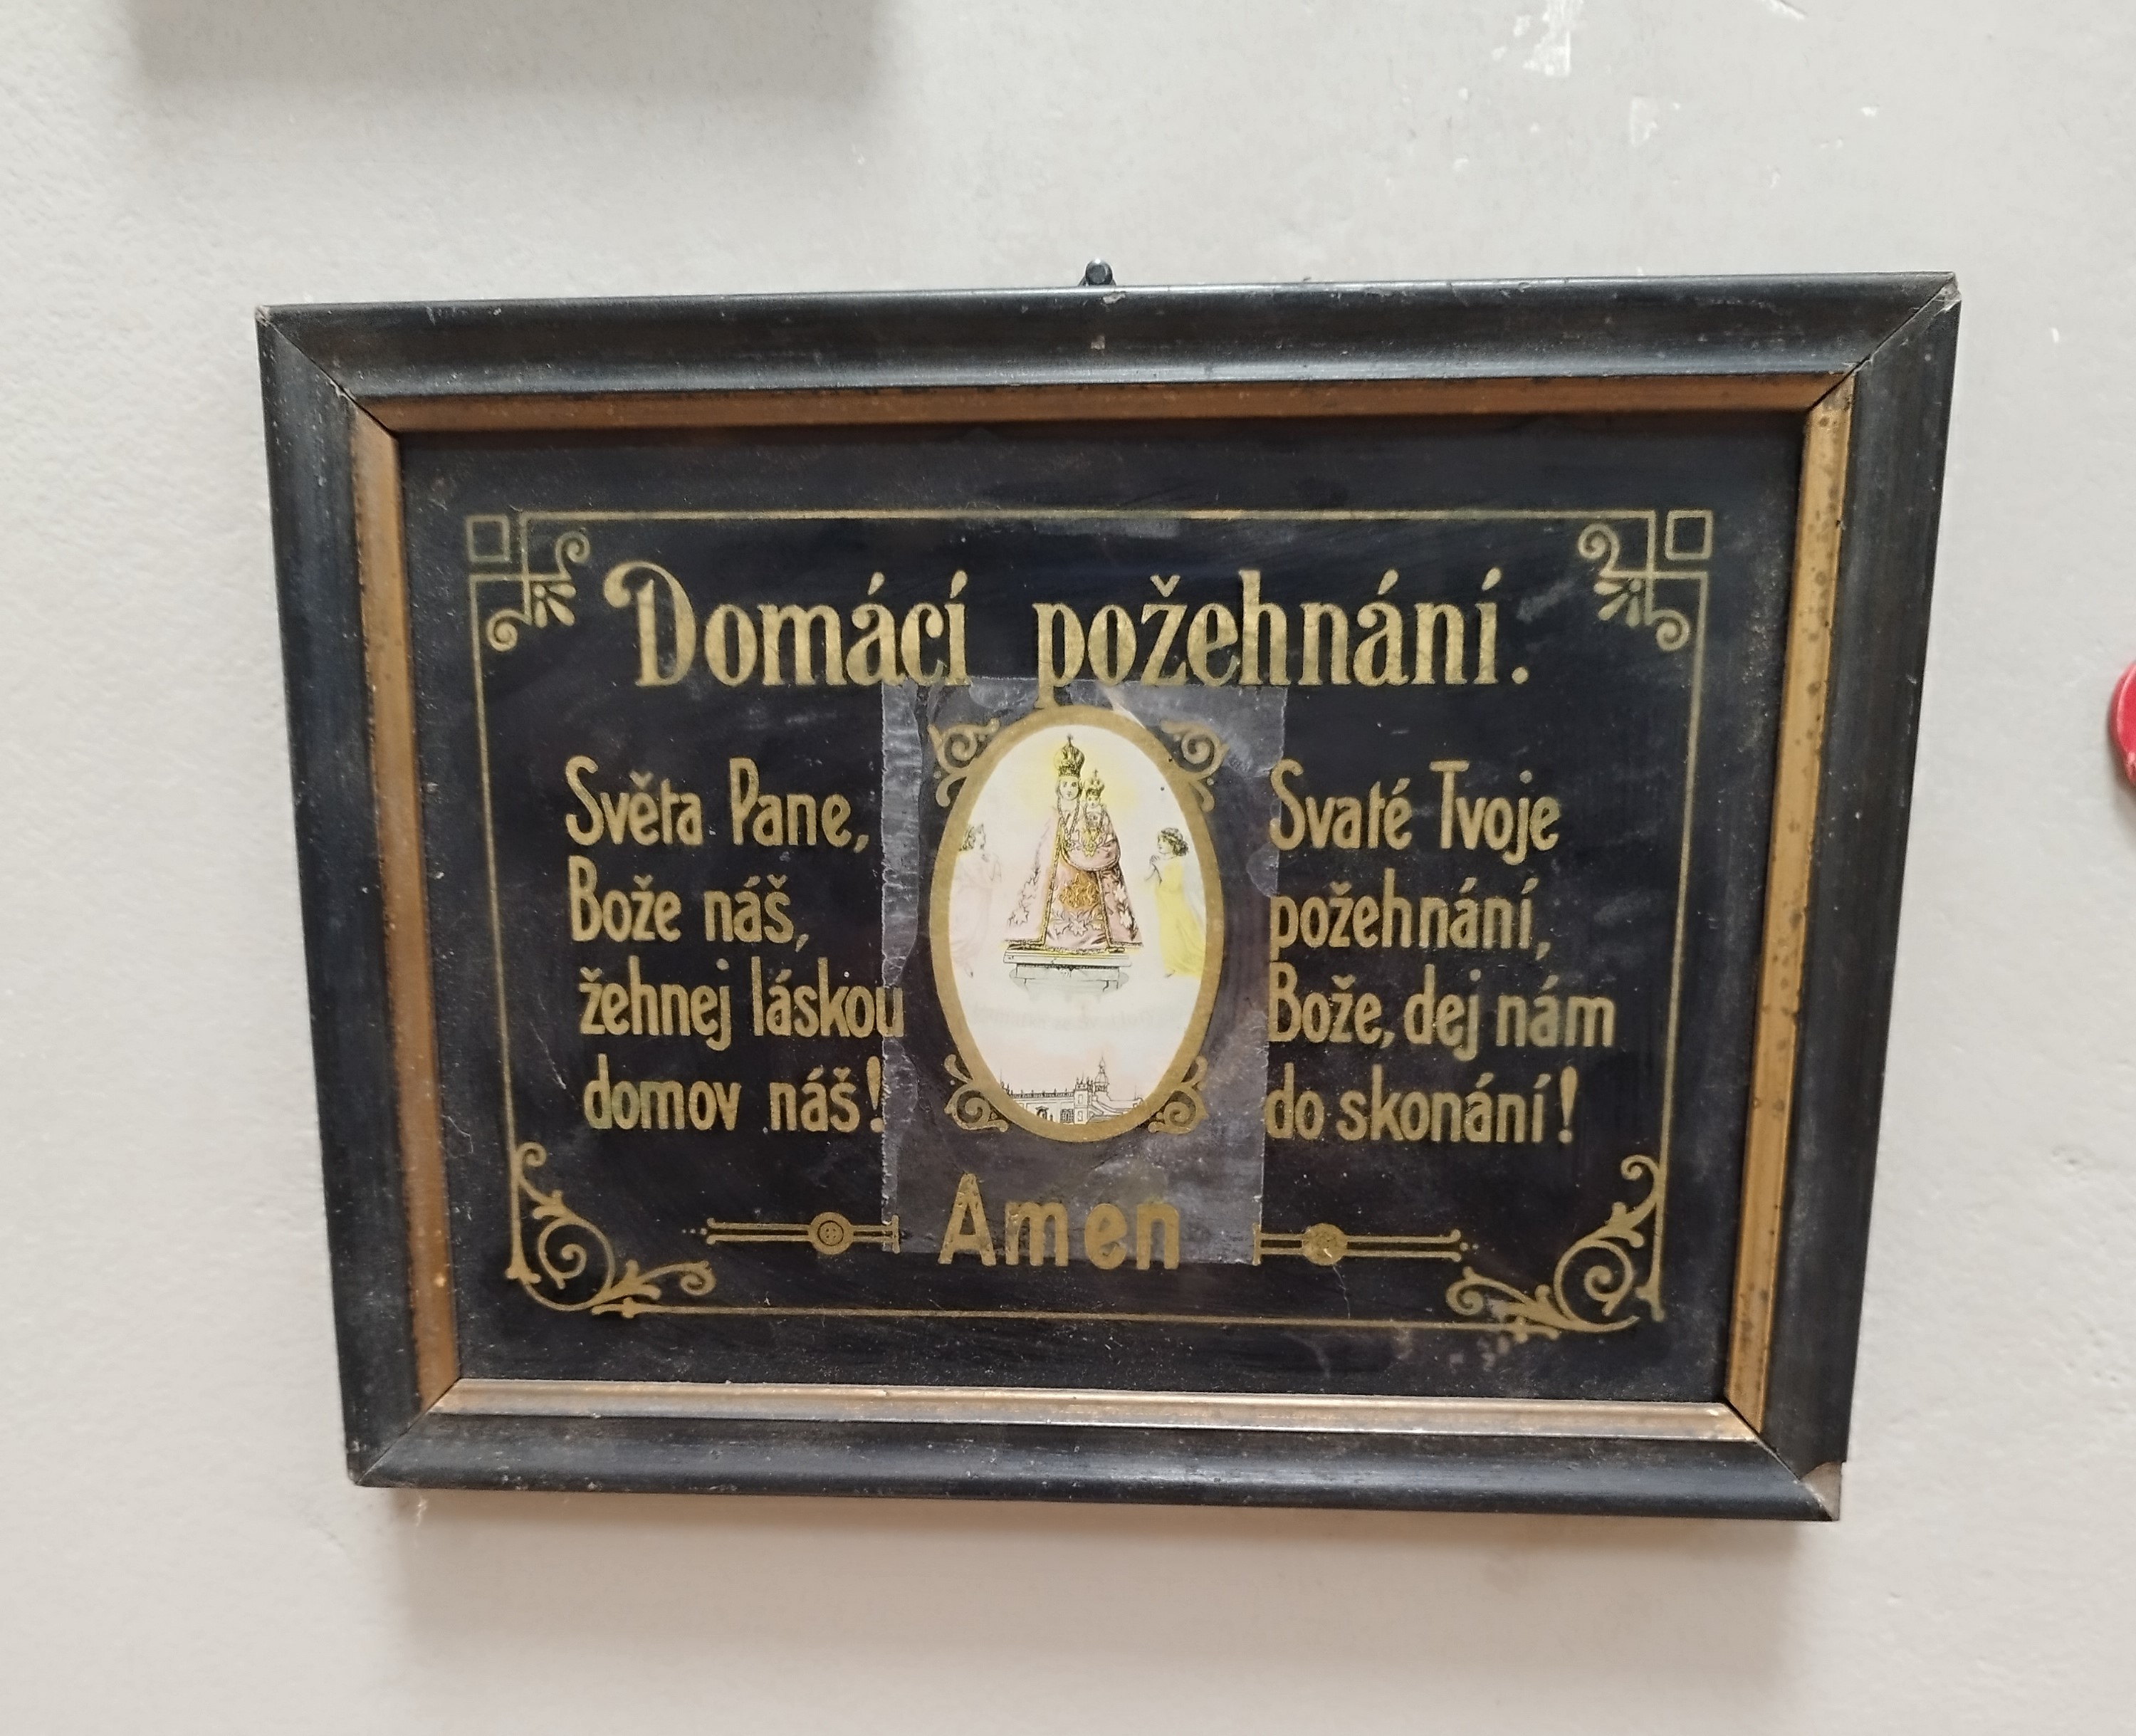 Domácí požehnání.
Světa Pane,
Bože náš,
žehnej láskou
domov náš!
Svaté Tvoje
požehnání,
Bože, dej nám
do skonání!
Amen